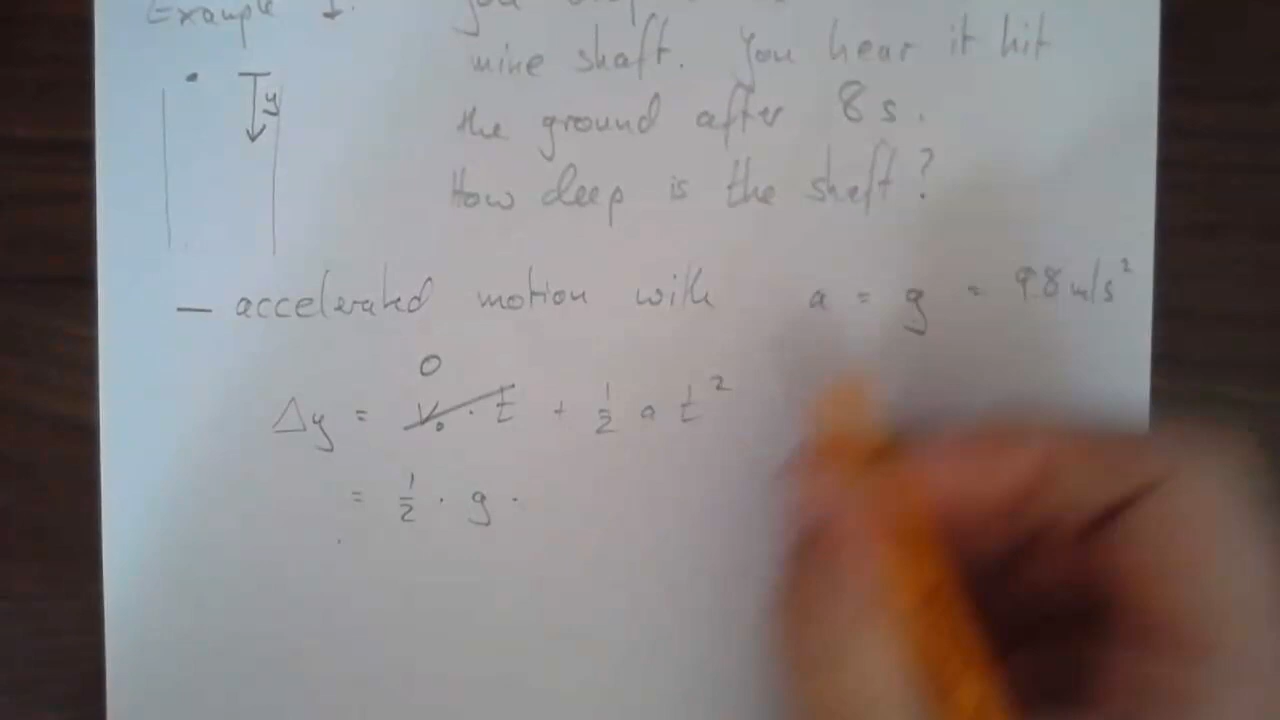 Example 1.
you
mine shaft. You hear it hit
the ground after 8 s.
How deep is the shaft?
y
— accelerated motion with a = g = 9.8 m/s²
0
Δy = v₀ · t + ½ a t²
= ½ · g ·